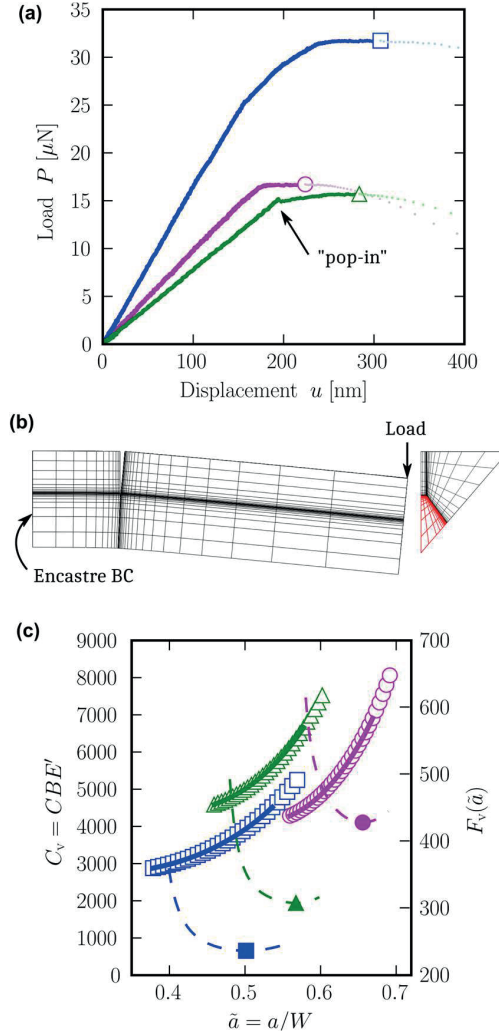 (a)
35
30
25
20
15
10
5
0
Load P [μN]
"pop-in"
0 100 200 300 400
Displacement u [nm]
(b)
Load
Encastre BC
(c)
9000
8000
7000
6000
5000
4000
3000
2000
1000
0
C_v = CBE′
700
600
500
400
300
200
F_v(ã)
0.4 0.5 0.6 0.7
ã = a/W